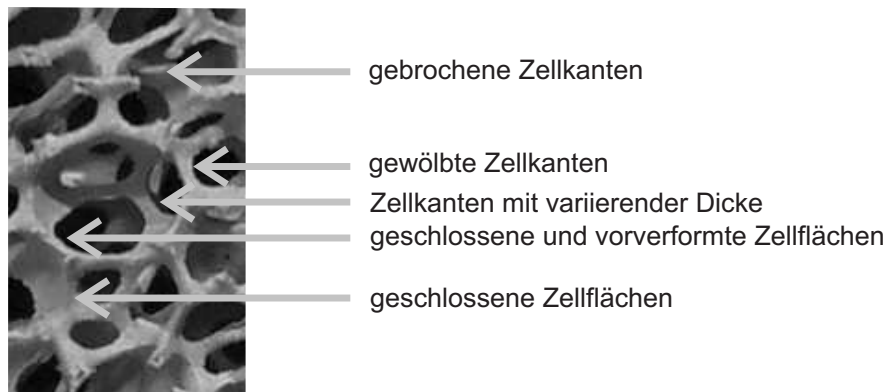 gebrochene Zellkanten
gewölbte Zellkanten
Zellkanten mit variierender Dicke
geschlossene und vorverformte Zellflächen
geschlossene Zellflächen